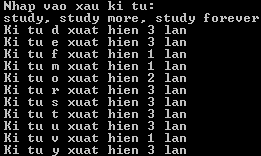 Nhap vao xau ki tu:
study, study more, study forever
Ki tu d xuat hien 3 lan
Ki tu e xuat hien 3 lan
Ki tu f xuat hien 1 lan
Ki tu m xuat hien 1 lan
Ki tu o xuat hien 2 lan
Ki tu r xuat hien 3 lan
Ki tu s xuat hien 3 lan
Ki tu t xuat hien 3 lan
Ki tu u xuat hien 3 lan
Ki tu v xuat hien 1 lan
Ki tu y xuat hien 3 lan